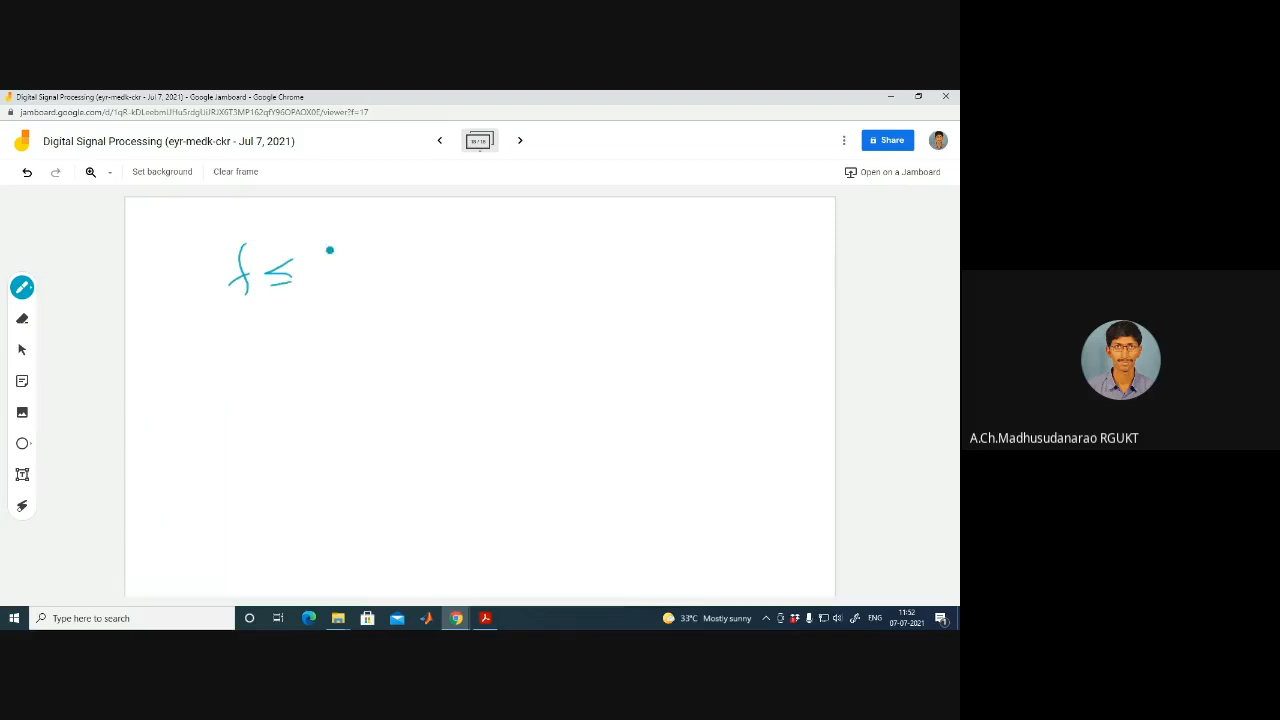 Digital Signal Processing (eyr-medk-ckr - Jul 7, 2021) - Google Jamboard - Google Chrome
Digital Signal Processing (eyr-medk-ckr - Jul 7, 2021)
18 / 18
Share
Set background
Clear frame
Open on a Jamboard
f ≤
A.Ch.Madhusudanarao RGUKT
Type here to search
33°C Mostly sunny
ENG
11:52
07-07-2021